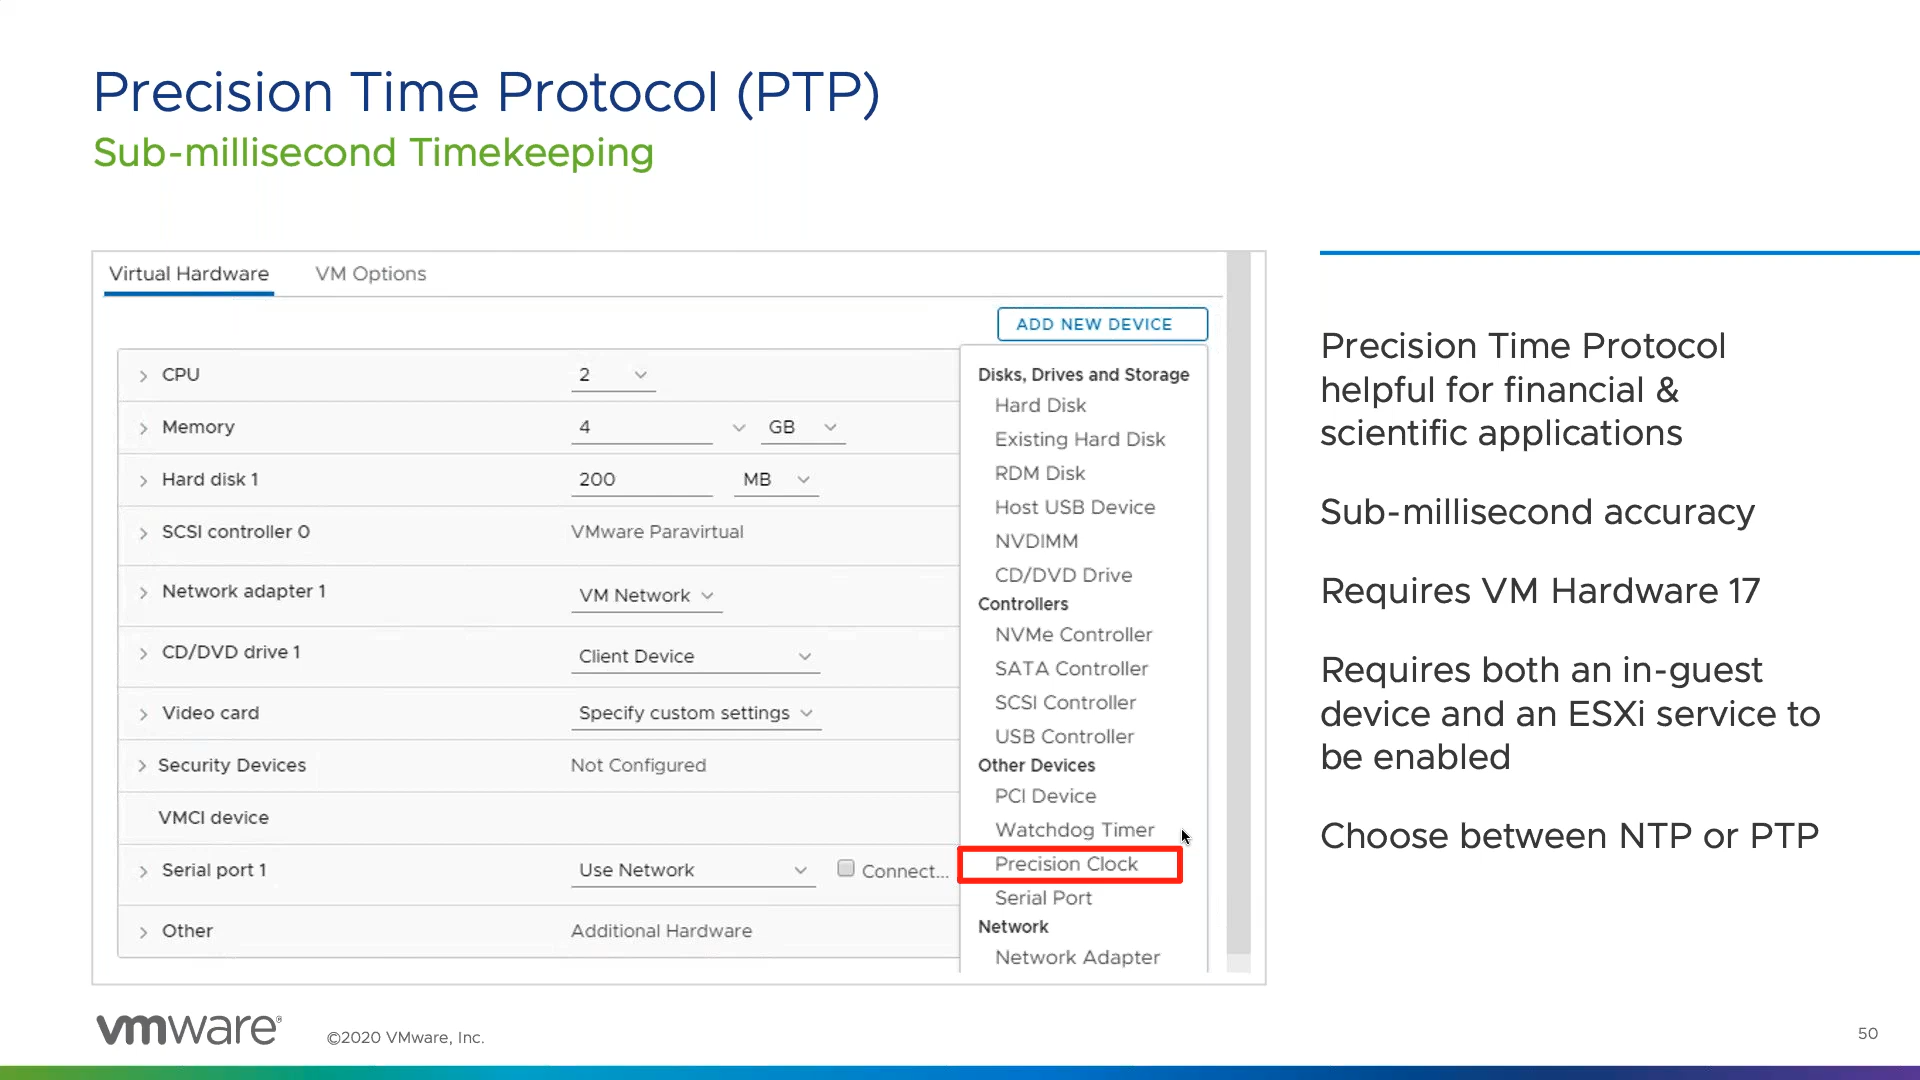 Precision Time Protocol (PTP)
Sub-millisecond Timekeeping
Virtual Hardware VM Options
ADD NEW DEVICE
CPU 2
Memory 4 GB
Hard disk 1 200 MB
SCSI controller 0 VMware Paravirtual
Network adapter 1 VM Network
CD/DVD drive 1 Client Device
Video card Specify custom settings
Security Devices Not Configured
VMCI device
Serial port 1 Use Network Connect...
Other Additional Hardware
Disks, Drives and Storage
Hard Disk
Existing Hard Disk
RDM Disk
Host USB Device
NVDIMM
CD/DVD Drive
Controllers
NVMe Controller
SATA Controller
SCSI Controller
USB Controller
Other Devices
PCI Device
Watchdog Timer
Precision Clock
Serial Port
Network
Network Adapter
Precision Time Protocol
helpful for financial &
scientific applications
Sub-millisecond accuracy
Requires VM Hardware 17
Requires both an in-guest
device and an ESXi service to
be enabled
Choose between NTP or PTP
vmware®
©2020 VMware, Inc.
50